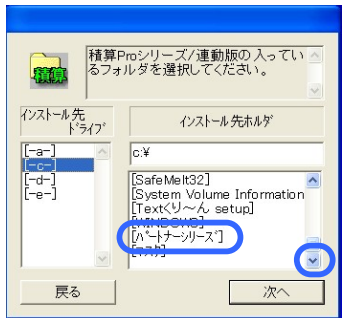 積算
積算Proシリーズ/連動版の入ってい
るフォルダを選択してください。
インストール先
ドライブ
インストール先ホルダ
[-a-]
[-c-]
[-d-]
[-e-]
c:¥
[SafeMelt32]
[System Volume Information
[Textくり～ん setup]
[WINDOWS]
[ﾊﾟｰﾄﾅｰｼﾘｰｽﾞ]
[マスタ]
戻る
次へ